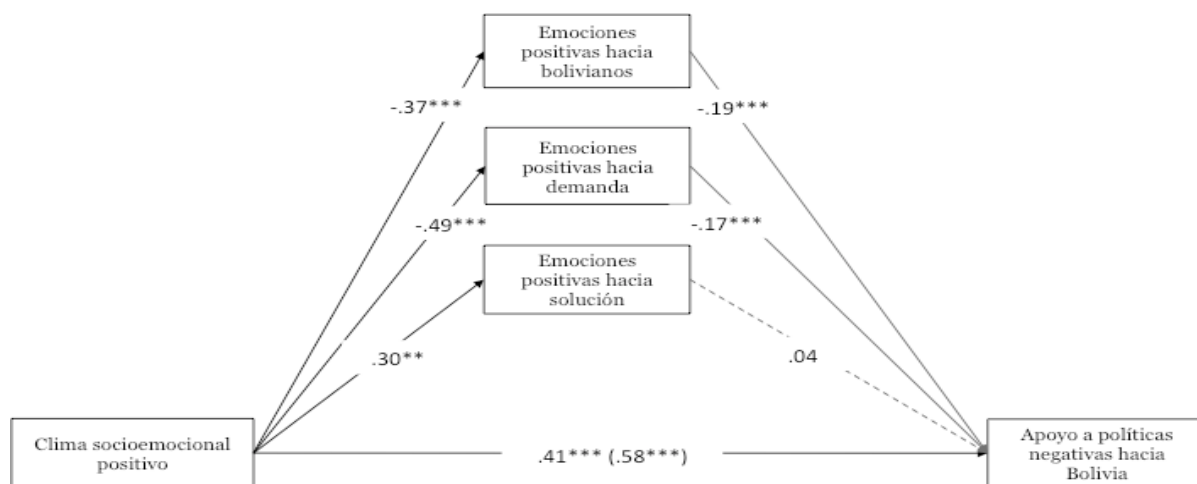 Emociones
positivas hacia
bolivianos
-.37***
-.19***
Emociones
positivas hacia
demanda
-.49***
-.17***
Emociones
positivas hacia
solución
.30**
.04
Clima socioemocional
positivo
.41*** (.58***)
Apoyo a políticas
negativas hacia
Bolivia